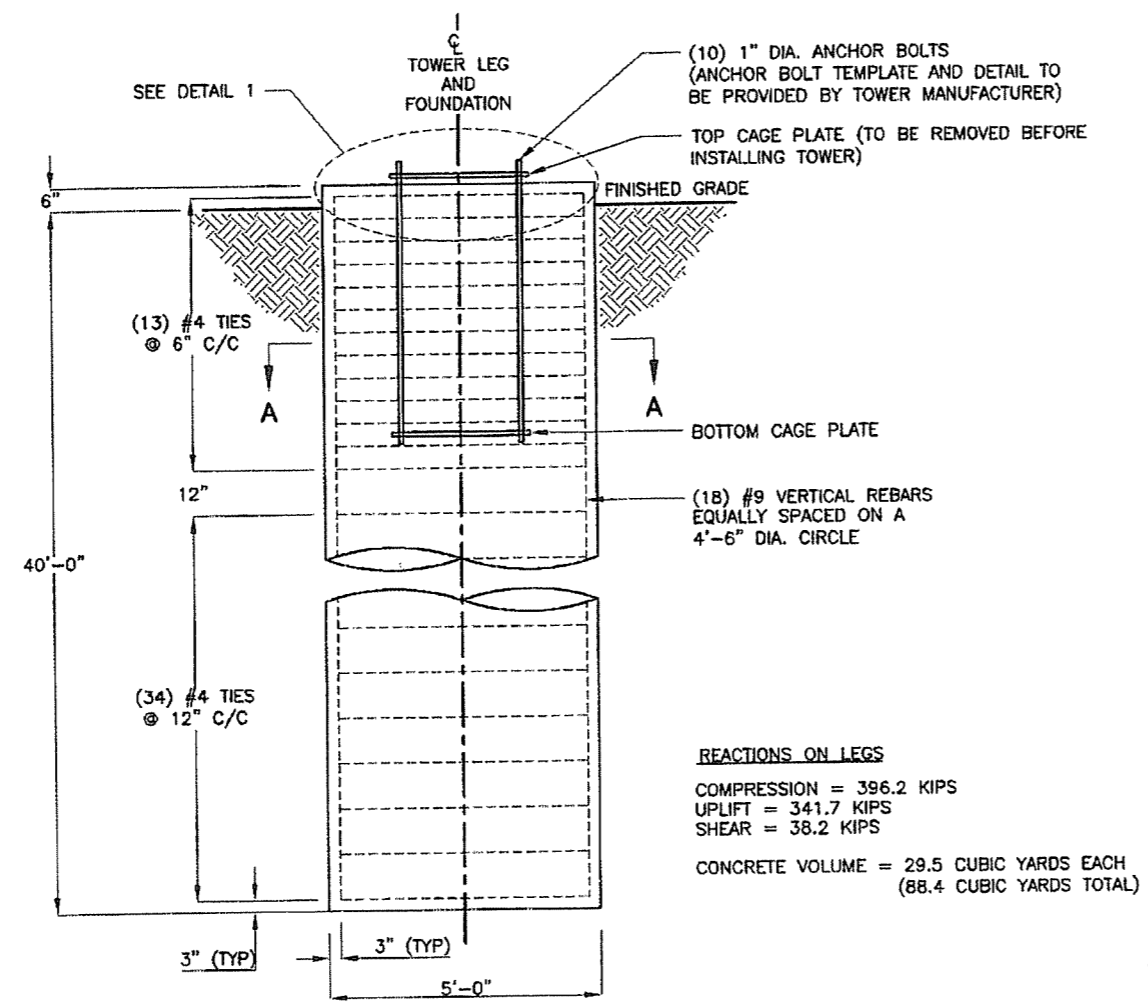 ℄
TOWER LEG
AND
FOUNDATION
SEE DETAIL 1
(10) 1" DIA. ANCHOR BOLTS
(ANCHOR BOLT TEMPLATE AND DETAIL TO
BE PROVIDED BY TOWER MANUFACTURER)
TOP CAGE PLATE (TO BE REMOVED BEFORE
INSTALLING TOWER)
FINISHED GRADE
6"
(13) #4 TIES
@ 6" C/C
A
A
BOTTOM CAGE PLATE
12"
(18) #9 VERTICAL REBARS
EQUALLY SPACED ON A
4'-6" DIA. CIRCLE
40'-0"
(34) #4 TIES
@ 12" C/C
REACTIONS ON LEGS
COMPRESSION = 396.2 KIPS
UPLIFT = 341.7 KIPS
SHEAR = 38.2 KIPS
CONCRETE VOLUME = 29.5 CUBIC YARDS EACH
(88.4 CUBIC YARDS TOTAL)
3" (TYP)
3" (TYP)
5'-0"